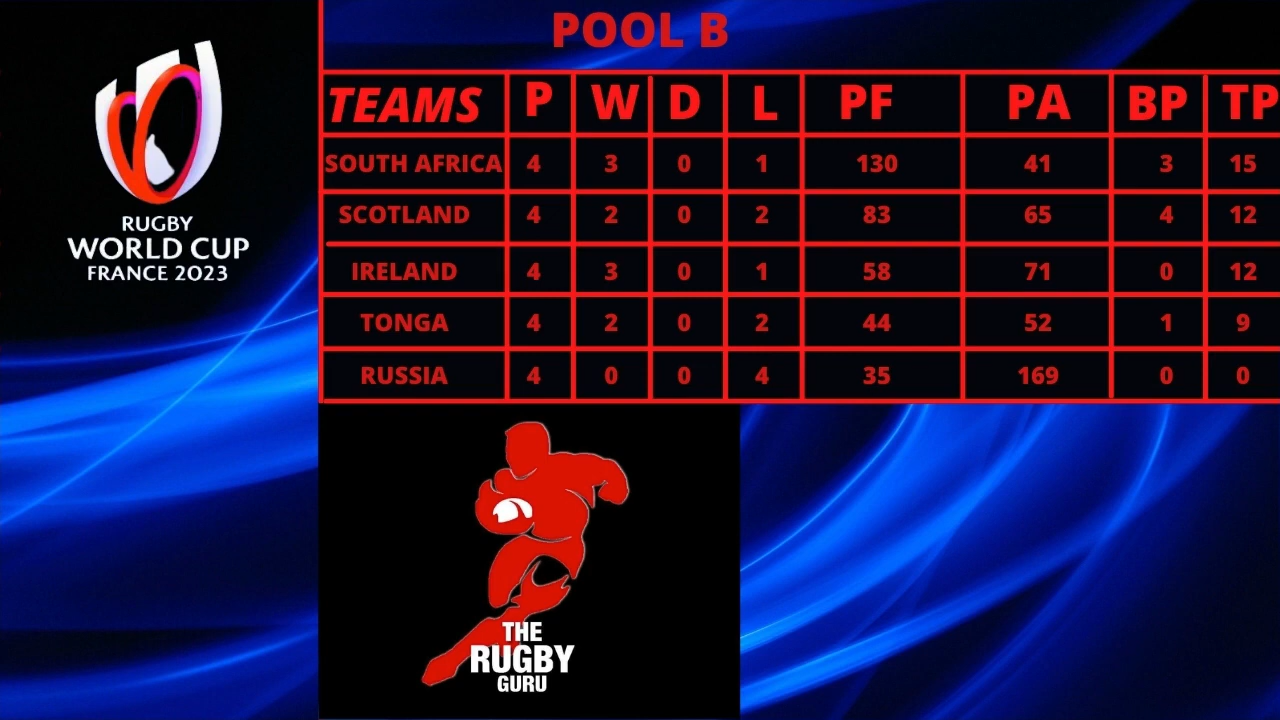 POOL B
TEAMS P W D L PF PA BP TP
SOUTH AFRICA 4 3 0 1 130 41 3 15
SCOTLAND 4 2 0 2 83 65 4 12
IRELAND 4 3 0 1 58 71 0 12
TONGA 4 2 0 2 44 52 1 9
RUSSIA 4 0 0 4 35 169 0 0
RUGBY
WORLD CUP
FRANCE 2023
THE
RUGBY
GURU